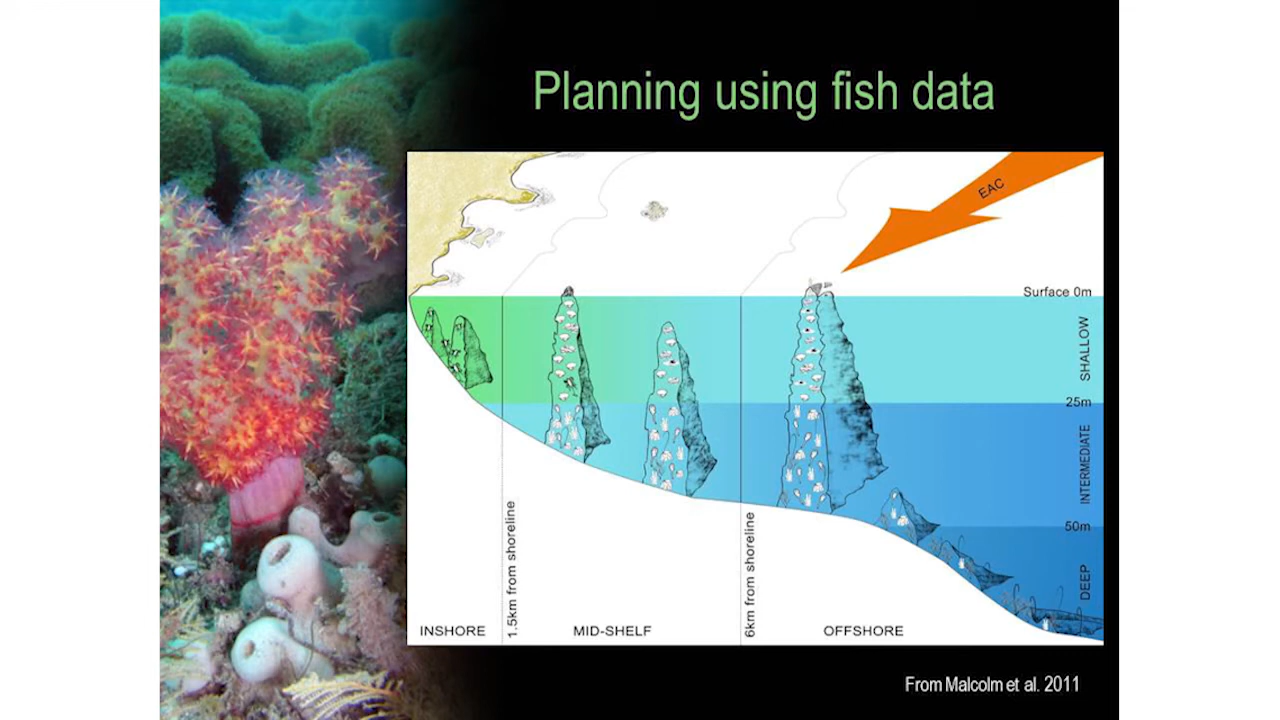 Planning using fish data
EAC
Surface 0m
SHALLOW
25m
INTERMEDIATE
50m
DEEP
1.5km from shoreline
6km from shoreline
INSHORE
MID-SHELF
OFFSHORE
From Malcolm et al. 2011